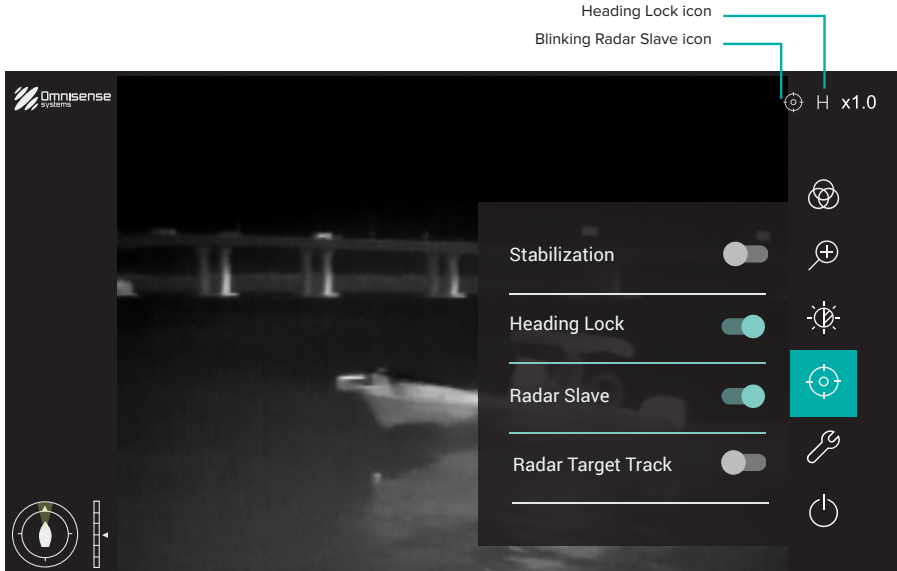 Heading Lock icon
Blinking Radar Slave icon
Omnisense
systems
H x1.0
Stabilization
Heading Lock
Radar Slave
Radar Target Track